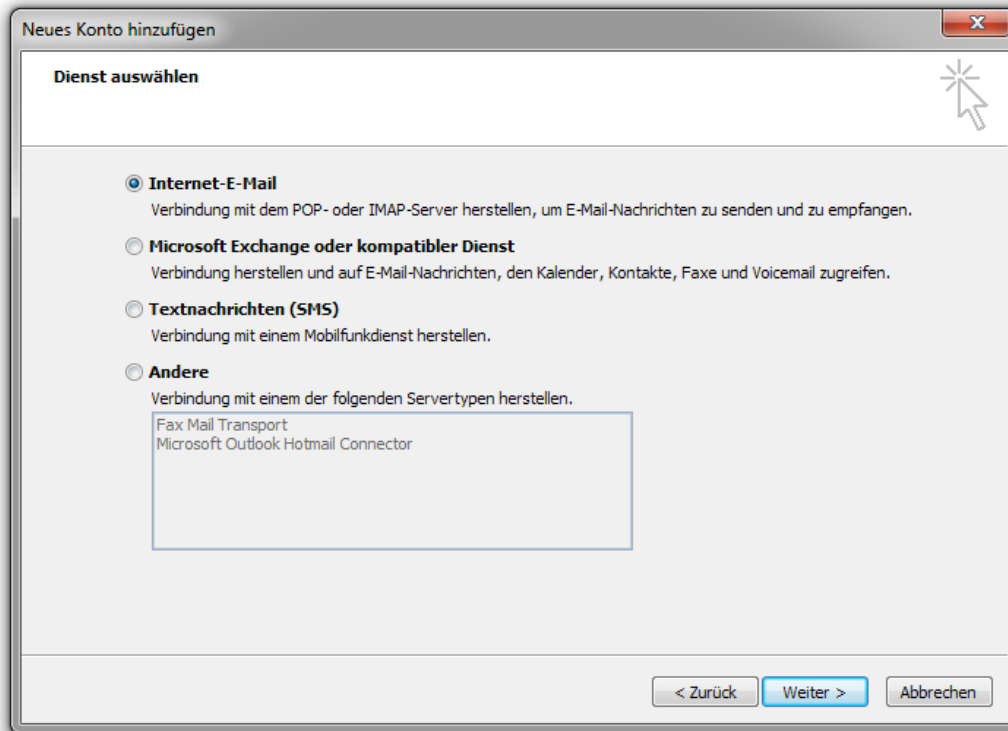 Neues Konto hinzufügen
Dienst auswählen
Internet-E-Mail
Verbindung mit dem POP- oder IMAP-Server herstellen, um E-Mail-Nachrichten zu senden und zu empfangen.
Microsoft Exchange oder kompatibler Dienst
Verbindung herstellen und auf E-Mail-Nachrichten, den Kalender, Kontakte, Faxe und Voicemail zugreifen.
Textnachrichten (SMS)
Verbindung mit einem Mobilfunkdienst herstellen.
Andere
Verbindung mit einem der folgenden Servertypen herstellen.
Fax Mail Transport
Microsoft Outlook Hotmail Connector
< Zurück Weiter > Abbrechen